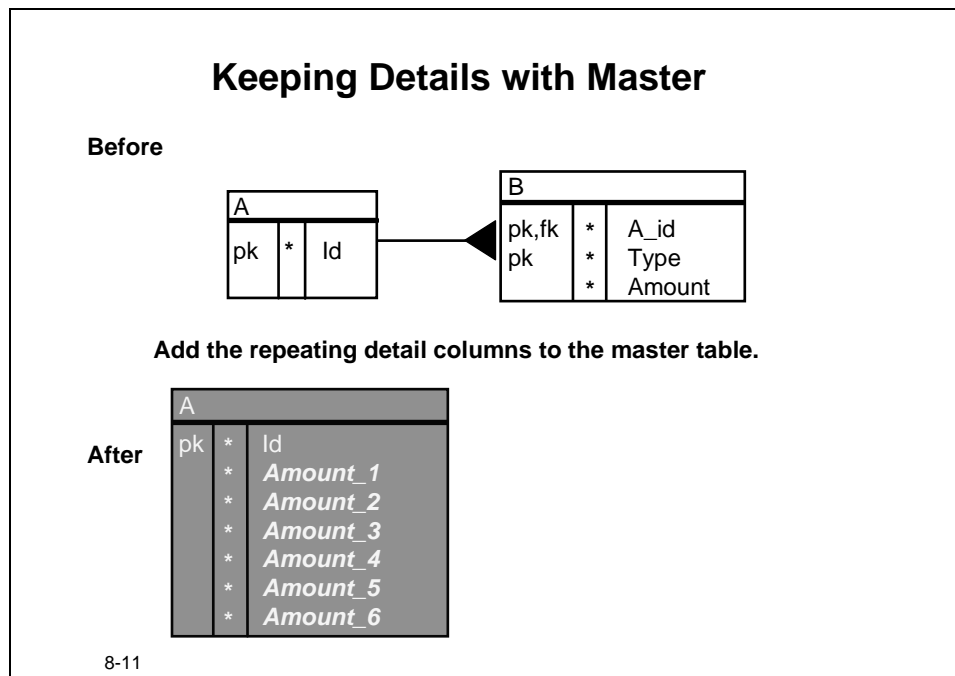 Keeping Details with Master
Before
A
pk * Id
B
pk,fk * A_id
pk * Type
* Amount
Add the repeating detail columns to the master table.
After
A
pk * Id
* Amount_1
* Amount_2
* Amount_3
* Amount_4
* Amount_5
* Amount_6
8-11